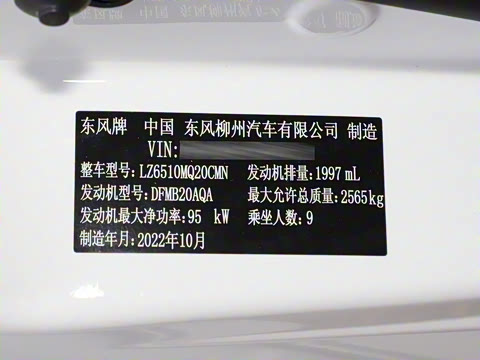 东风牌 中国 东风柳州汽车有限公司 制造
VIN:
整车型号: LZ6510MQ20CMN 发动机排量: 1997 mL
发动机型号: DFMB20AQA 最大允许总质量: 2565kg
发动机最大净功率: 95 kW 乘坐人数: 9
制造年月: 2022年10月